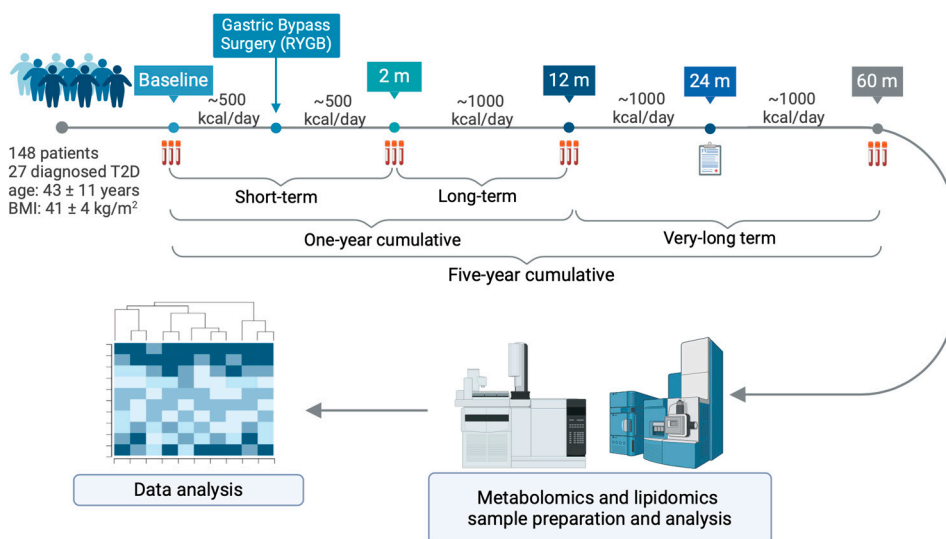 Gastric Bypass
Surgery (RYGB)
Baseline
2 m
12 m
24 m
60 m
~500
kcal/day
~500
kcal/day
~1000
kcal/day
~1000
kcal/day
~1000
kcal/day
148 patients
27 diagnosed T2D
age: 43 ± 11 years
BMI: 41 ± 4 kg/m²
Short-term
Long-term
One-year cumulative
Very-long term
Five-year cumulative
Data analysis
Metabolomics and lipidomics
sample preparation and analysis